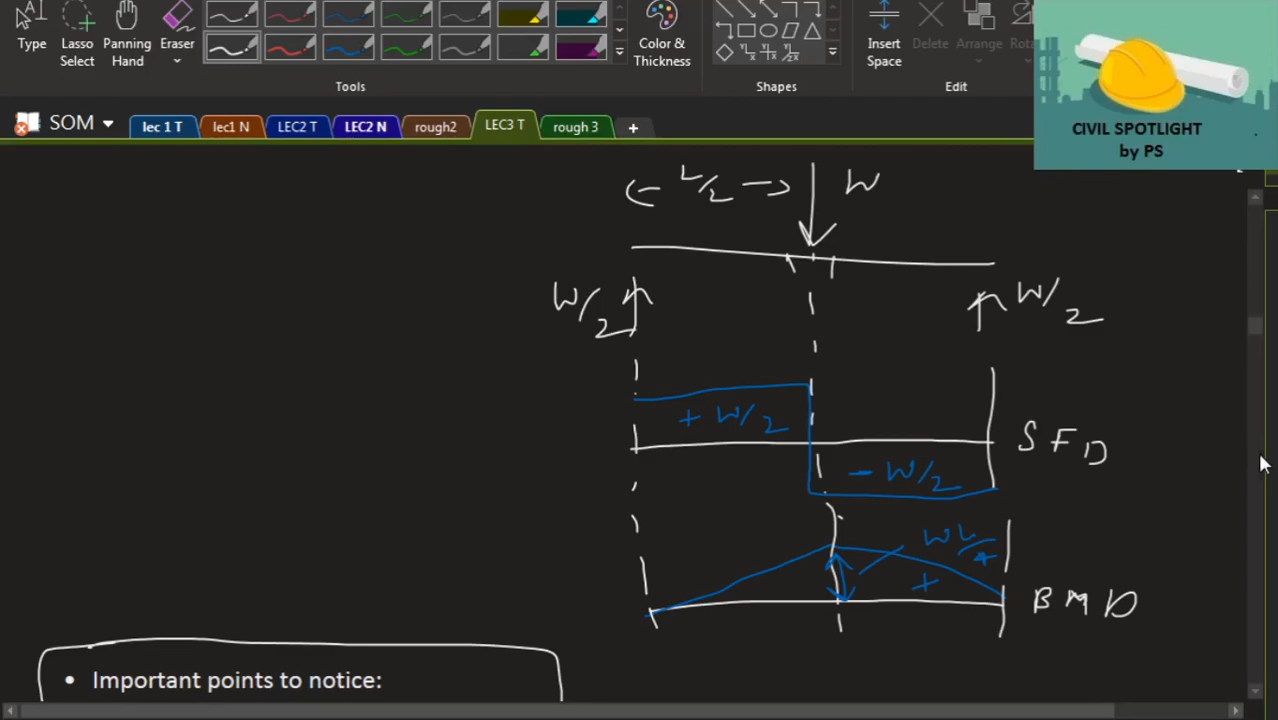 Type
Lasso Select
Panning Hand
Eraser
Color & Thickness
Insert Space
Delete
Arrange
Tools
Shapes
Edit
CIVIL SPOTLIGHT
by PS
SOM
lec 1 T
lec1 N
LEC2 T
LEC2 N
rough2
LEC3 T
rough 3
L/2
W
W/2
W/2
+ W/2
- W/2
SFD
WL/4
+
BMD
• Important points to notice: